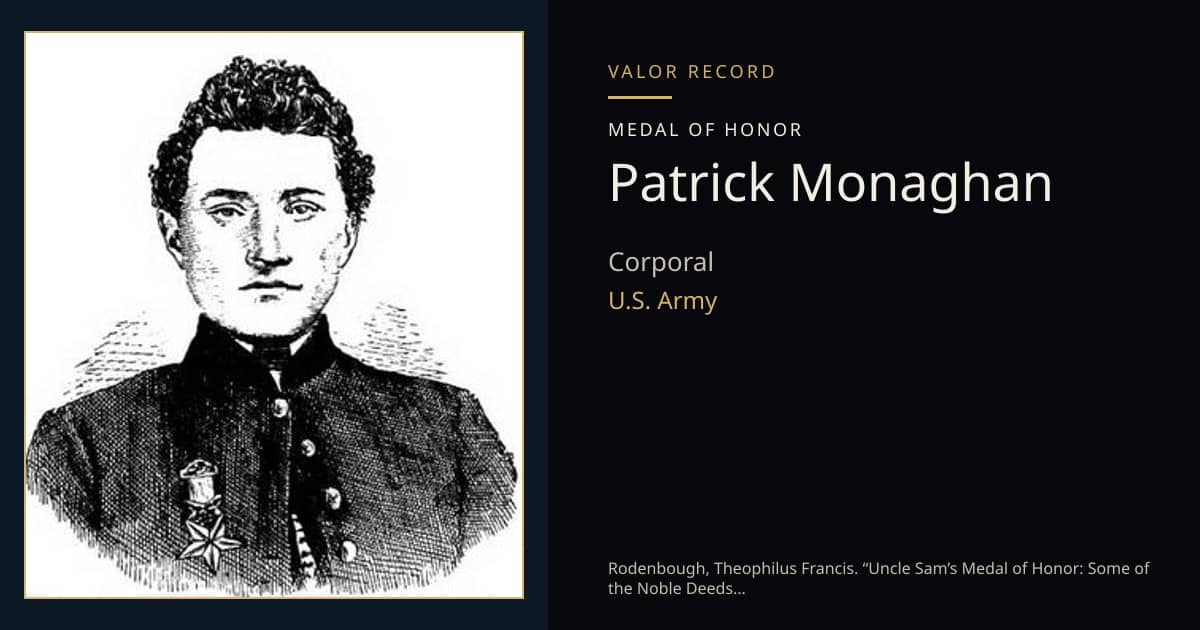 VALOR RECORD
MEDAL OF HONOR
Patrick Monaghan
Corporal
U.S. Army
Rodenbough, Theophilus Francis. “Uncle Sam’s Medal of Honor: Some of
the Noble Deeds...